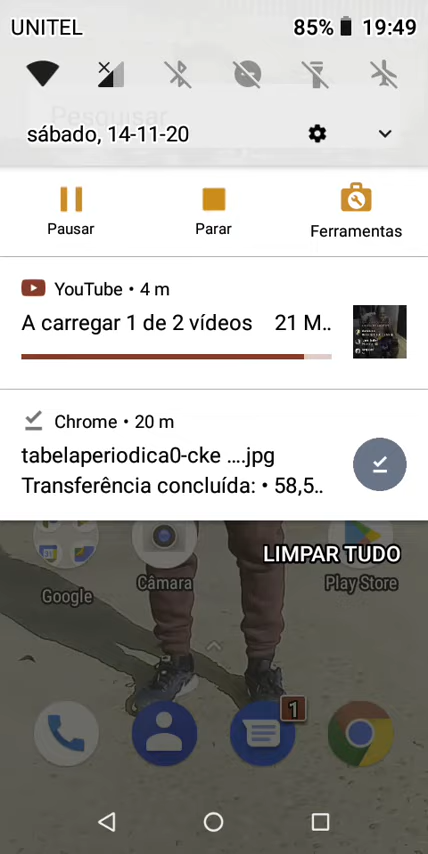 UNITEL 85% 19:49
Pesquisar
sábado, 14-11-20
Pausar Parar Ferramentas
YouTube • 4 m
A carregar 1 de 2 vídeos 21 M..
Chrome • 20 m
tabelaperiodica0-cke ....jpg
Transferência concluída: • 58,5..
LIMPAR TUDO
Google Câmara Play Store
1